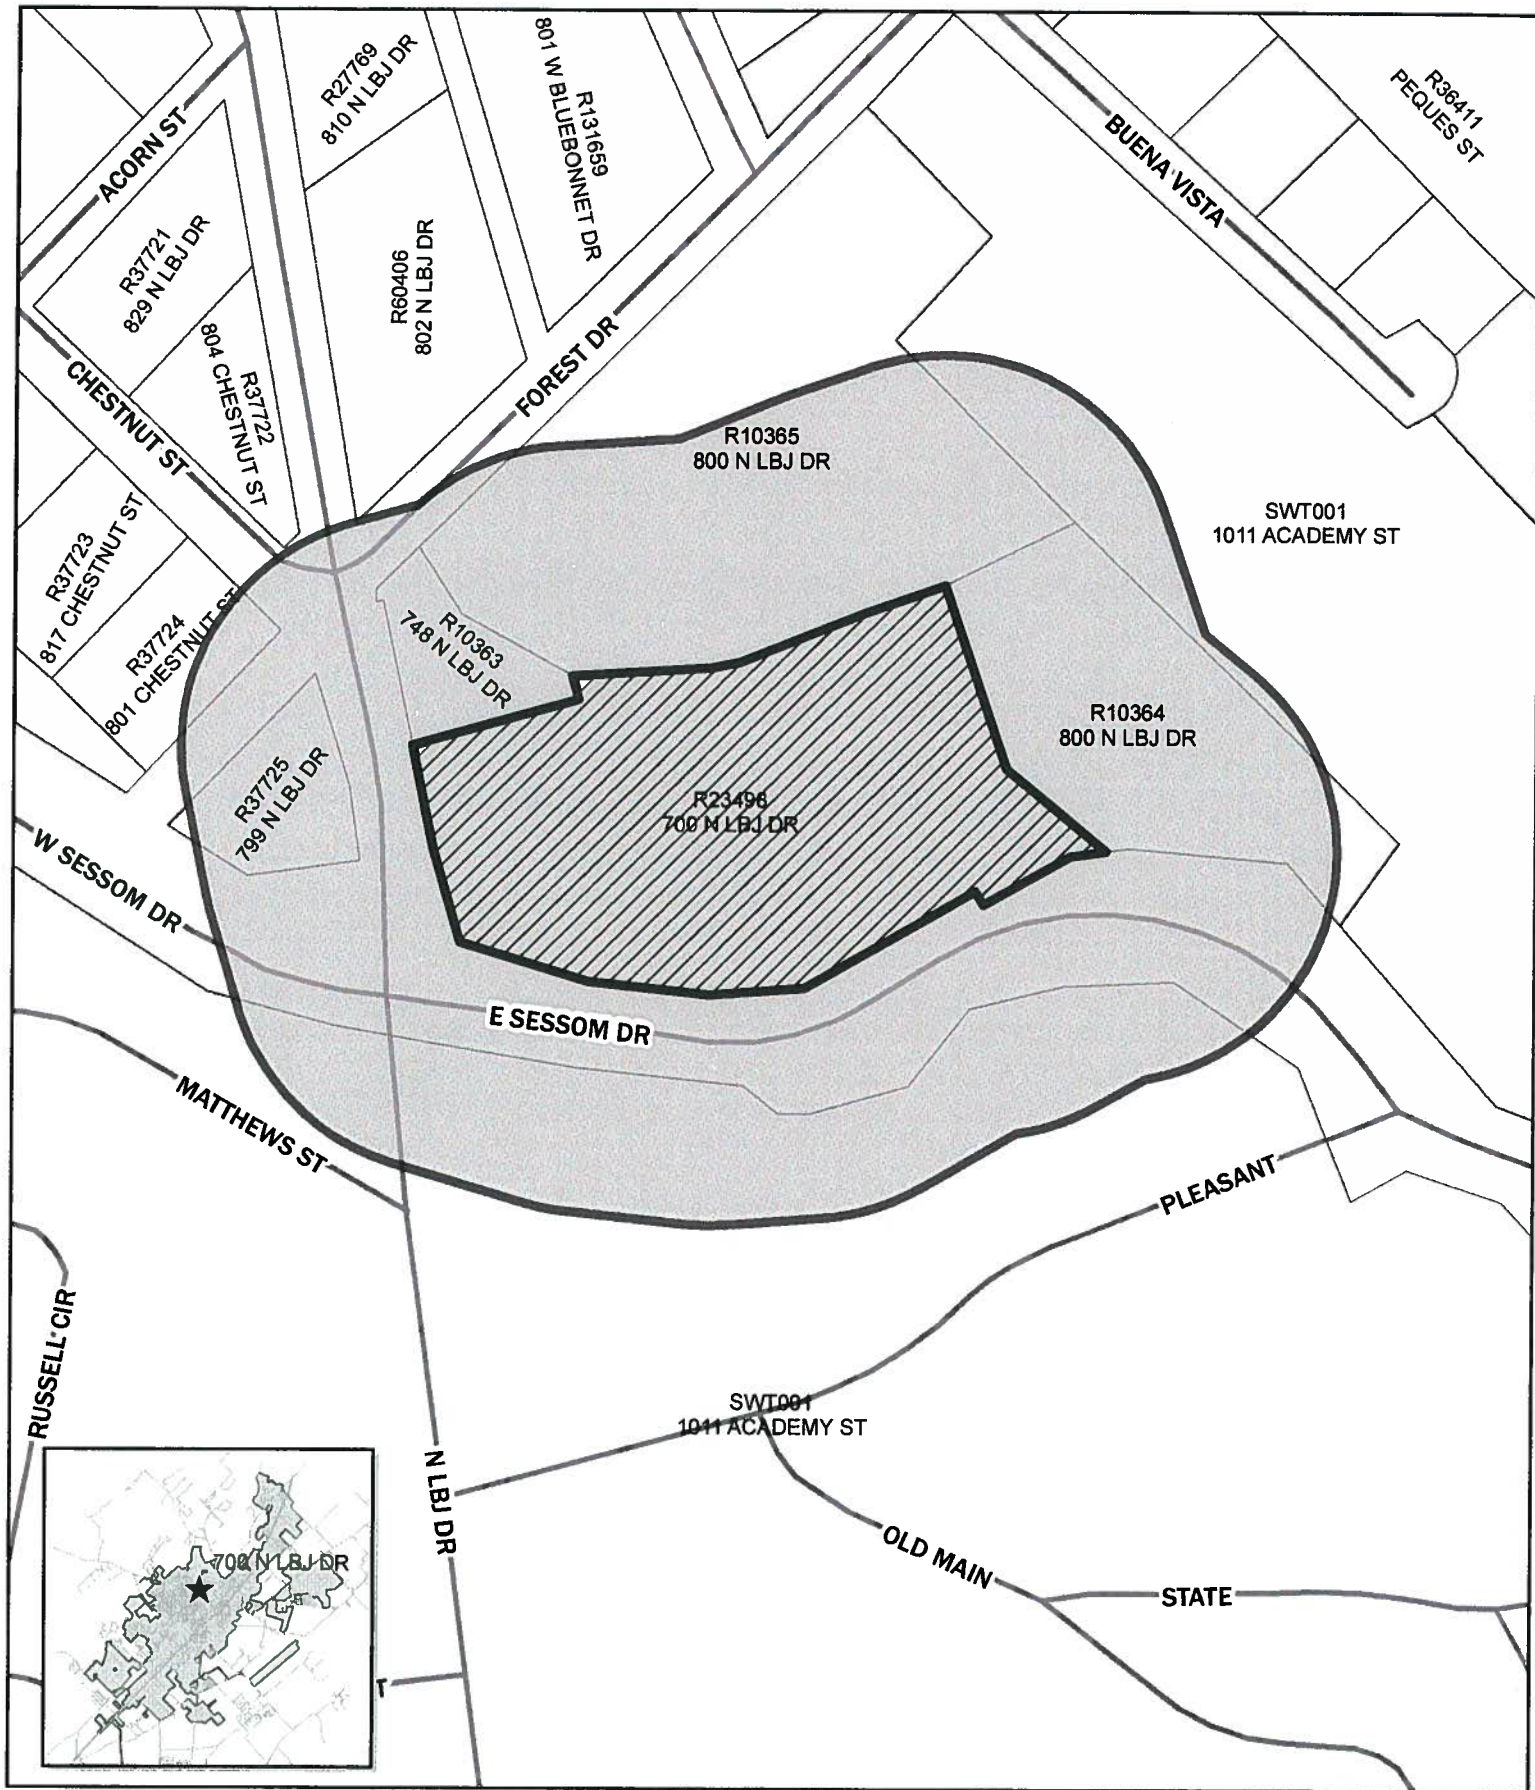 R27769
810 N LBJ DR
R131659
801 W BLUEBONNET DR
R36411
PEQUES ST
ACORN ST
BUENA VISTA
R37721
829 N LBJ DR
R60406
802 N LBJ DR
FOREST DR
R37722
804 CHESTNUT ST
CHESTNUT ST
R10365
800 N LBJ DR
SWT001
1011 ACADEMY ST
R37723
817 CHESTNUT ST
R37724
801 CHESTNUT ST
R10363
748 N LBJ DR
R10364
800 N LBJ DR
R37725
799 N LBJ DR
R23498
700 N LBJ DR
W SESSOM DR
E SESSOM DR
MATTHEWS ST
PLEASANT
RUSSELL CIR
SWT001
1011 ACADEMY ST
N LBJ DR
OLD MAIN
STATE
700 N LBJ DR
T